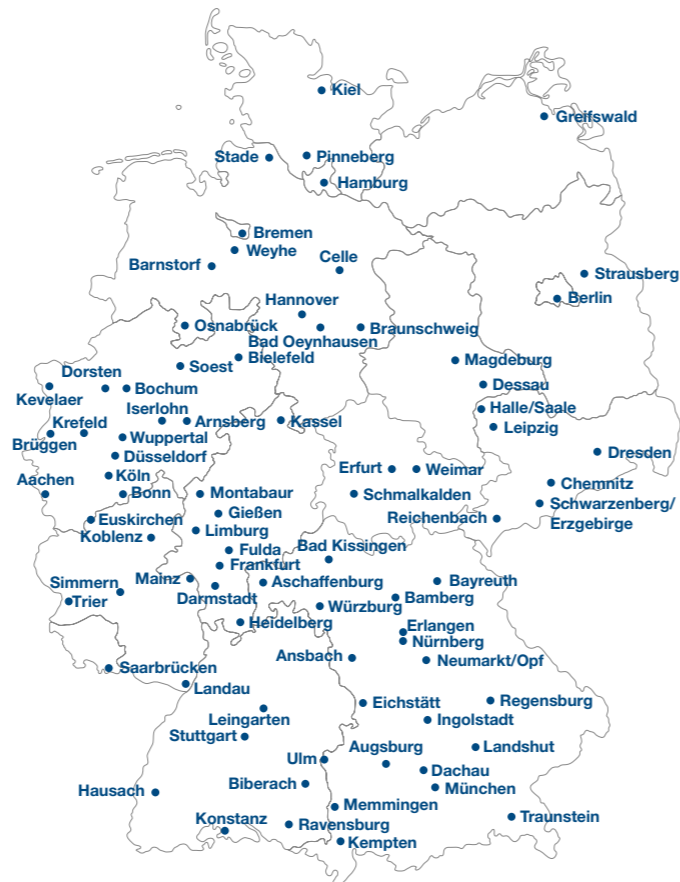 Kiel
Greifswald
Stade
Pinneberg
Hamburg
Bremen
Weyhe
Celle
Barnstorf
Strausberg
Berlin
Hannover
Osnabrück
Braunschweig
Bad Oeynhausen
Bielefeld
Soest
Magdeburg
Dorsten
Dessau
Kevelaer
Bochum
Iserlohn
Halle/Saale
Krefeld
Arnsberg
Kassel
Leipzig
Brüggen
Wuppertal
Düsseldorf
Dresden
Köln
Erfurt
Weimar
Aachen
Chemnitz
Bonn
Montabaur
Schmalkalden
Schwarzenberg/
Erzgebirge
Gießen
Reichenbach
Euskirchen
Limburg
Koblenz
Fulda
Bad Kissingen
Frankfurt
Simmern
Mainz
Aschaffenburg
Bayreuth
Trier
Darmstadt
Würzburg
Bamberg
Heidelberg
Erlangen
Nürnberg
Ansbach
Neumarkt/Opf
Saarbrücken
Landau
Eichstätt
Regensburg
Leingarten
Ingolstadt
Stuttgart
Augsburg
Landshut
Ulm
Dachau
Biberach
München
Hausach
Memmingen
Konstanz
Ravensburg
Traunstein
Kempten